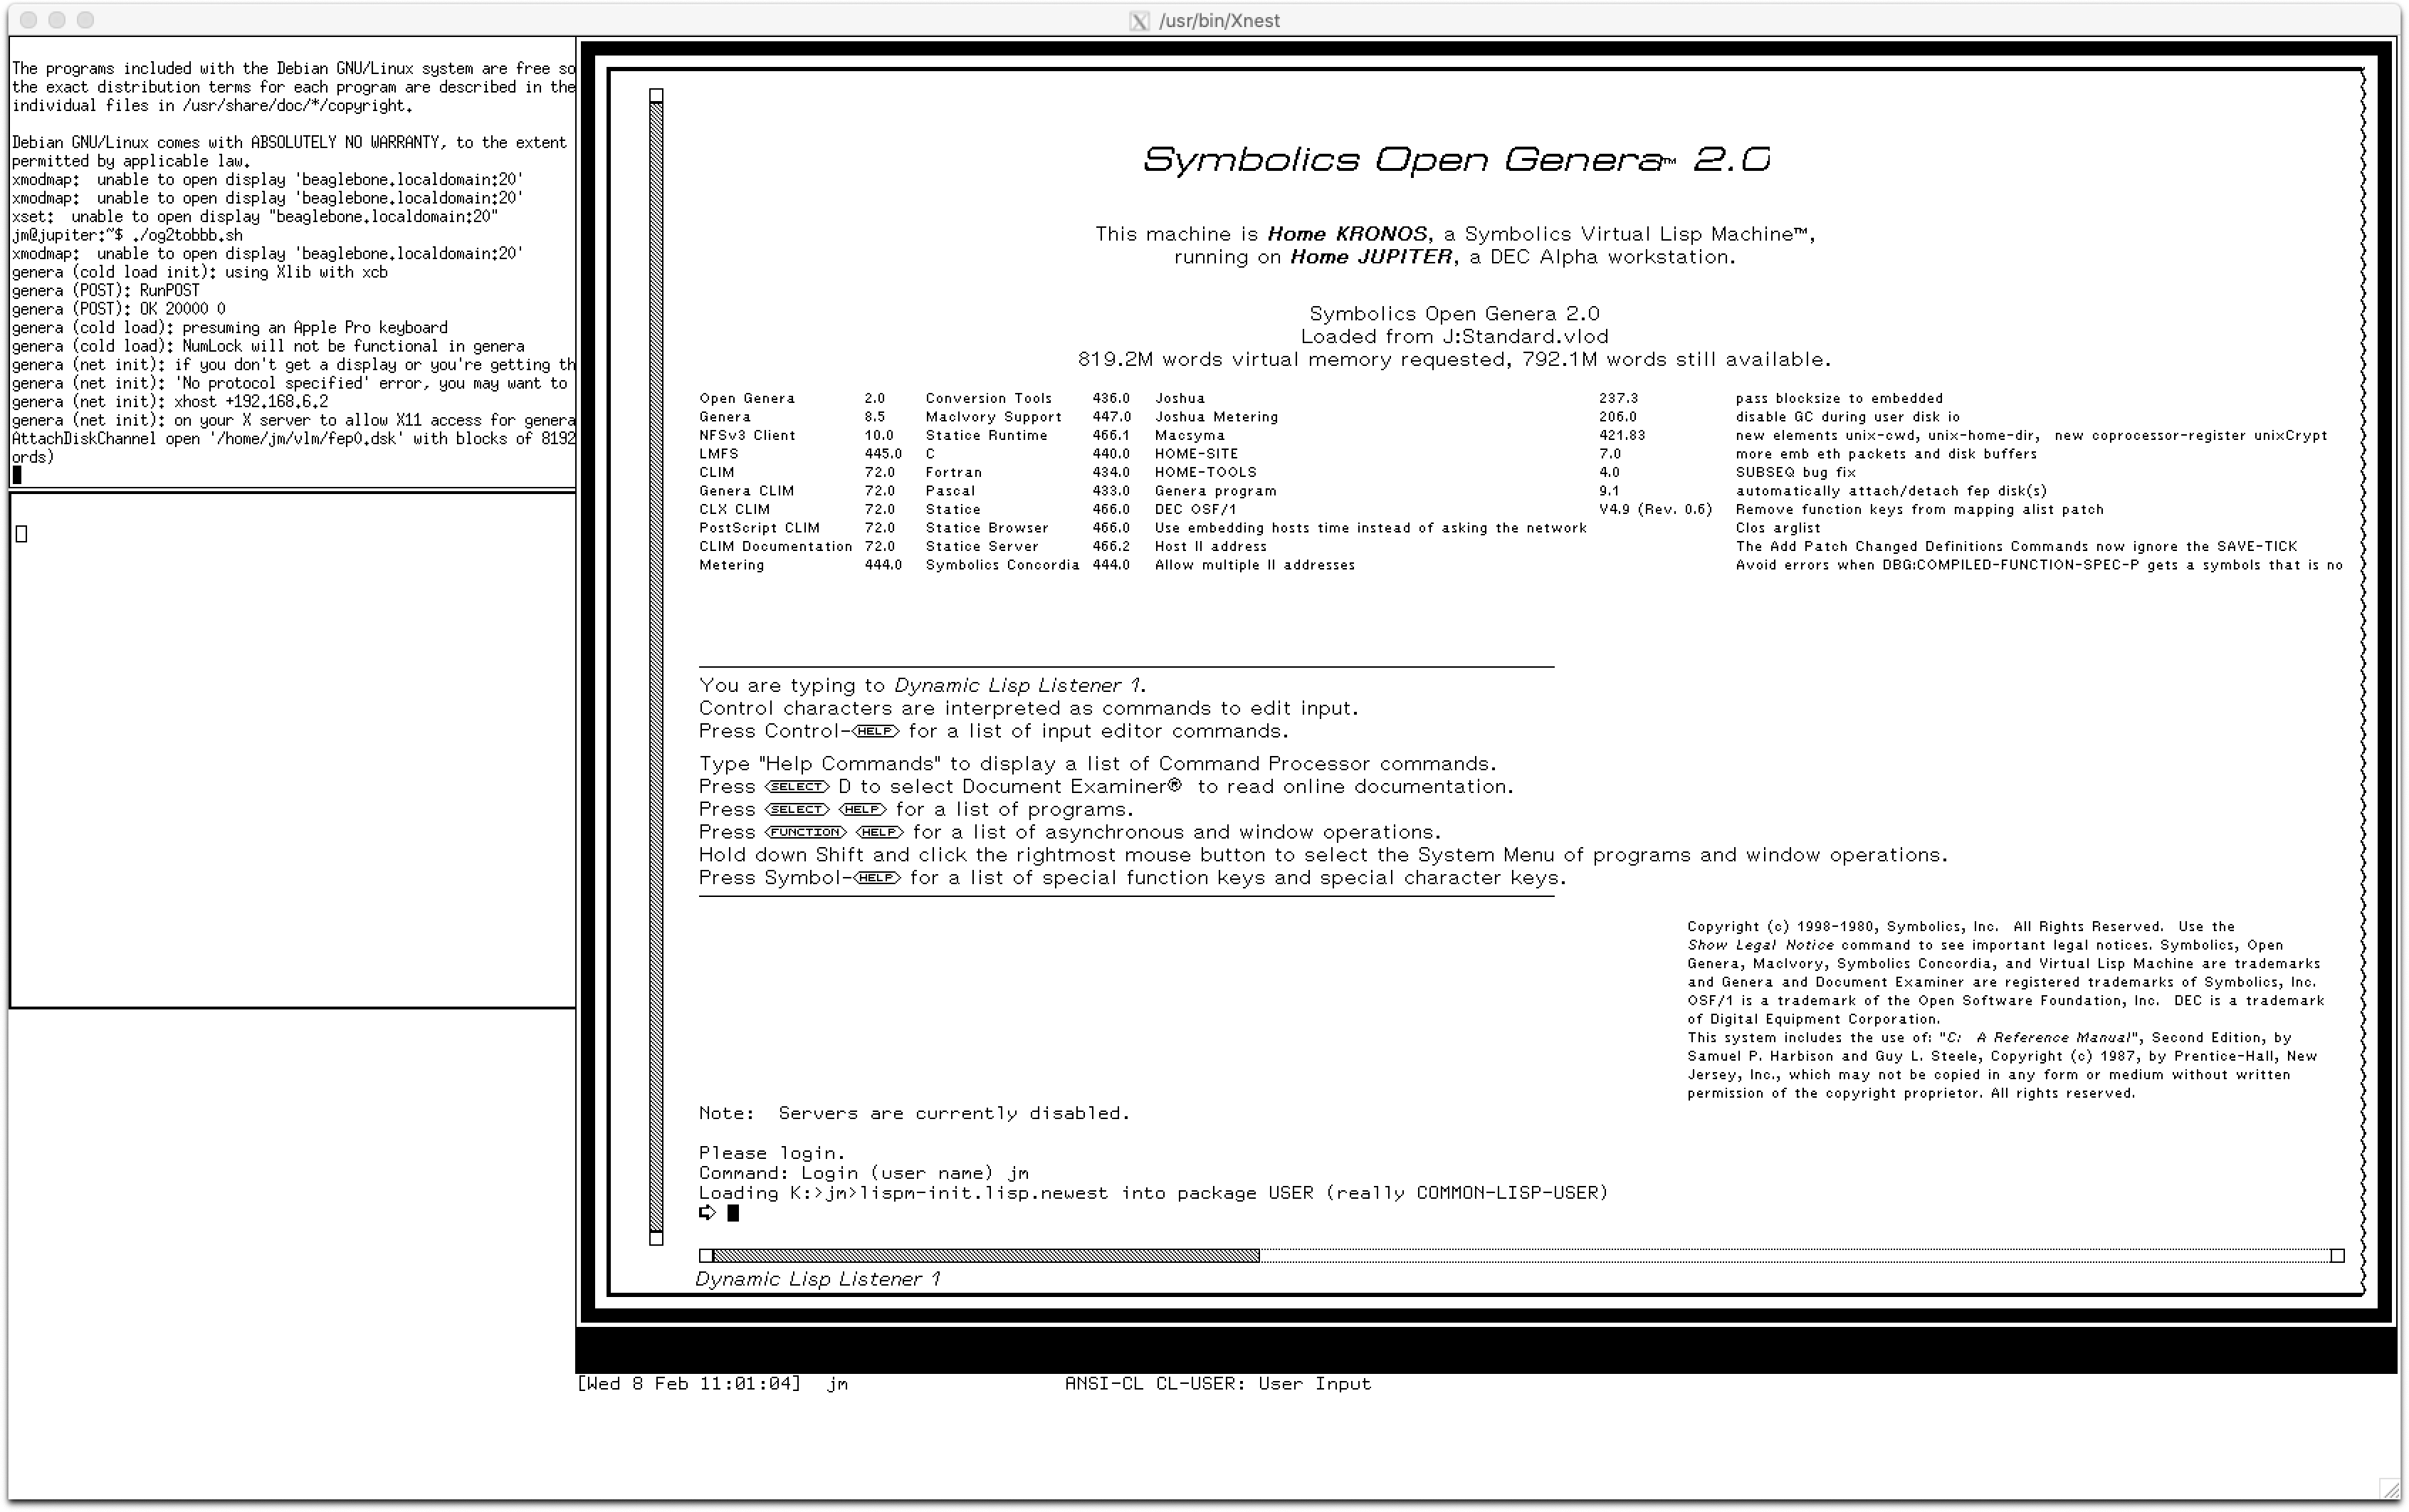 /usr/bin/Xnest
The programs included with the Debian GNU/Linux system are free so
the exact distribution terms for each program are described in the
individual files in /usr/share/doc/*/copyright.
Debian GNU/Linux comes with ABSOLUTELY NO WARRANTY, to the extent
permitted by applicable law.
xmodmap:  unable to open display 'beaglebone.localdomain:20'
xmodmap:  unable to open display 'beaglebone.localdomain:20'
xset:  unable to open display "beaglebone.localdomain:20"
jm@jupiter:~$ ./og2tobbb.sh
xmodmap:  unable to open display 'beaglebone.localdomain:20'
genera (cold load init): using Xlib with xcb
genera (POST): RunPOST
genera (POST): OK 20000 0
genera (cold load): presuming an Apple Pro keyboard
genera (cold load): NumLock will not be functional in genera
genera (net init): if you don't get a display or you're getting th
genera (net init): 'No protocol specified' error, you may want to
genera (net init): xhost +192.168.6.2
genera (net init): on your X server to allow X11 access for genera
AttachDiskChannel open '/home/jm/vlm/fep0.dsk' with blocks of 8192
ords)
Symbolics Open Genera™ 2.0
This machine is Home KRONOS, a Symbolics Virtual Lisp Machine™,
running on Home JUPITER, a DEC Alpha workstation.
Symbolics Open Genera 2.0
Loaded from J:Standard.vlod
819.2M words virtual memory requested, 792.1M words still available.
Open Genera 2.0 Conversion Tools 436.0 Joshua 237.3 pass blocksize to embedded
Genera 8.5 MacIvory Support 447.0 Joshua Metering 206.0 disable GC during user disk io
NFSv3 Client 10.0 Statice Runtime 466.1 Macsyma 421.83 new elements unix-cwd, unix-home-dir,  new coprocessor-register unixCrypt
LMFS 445.0 C 440.0 HOME-SITE 7.0 more emb eth packets and disk buffers
CLIM 72.0 Fortran 434.0 HOME-TOOLS 4.0 SUBSEQ bug fix
Genera CLIM 72.0 Pascal 433.0 Genera program 9.1 automatically attach/detach fep disk(s)
CLX CLIM 72.0 Statice 466.0 DEC OSF/1 V4.9 (Rev. 0.6) Remove function keys from mapping alist patch
PostScript CLIM 72.0 Statice Browser 466.0 Use embedding hosts time instead of asking the network Clos arglist
CLIM Documentation 72.0 Statice Server 466.2 Host II address The Add Patch Changed Definitions Commands now ignore the SAVE-TICK
Metering 444.0 Symbolics Concordia 444.0 Allow multiple II addresses Avoid errors when DBG:COMPILED-FUNCTION-SPEC-P gets a symbols that is no
You are typing to Dynamic Lisp Listener 1.
Control characters are interpreted as commands to edit input.
Press Control-<HELP> for a list of input editor commands.
Type "Help Commands" to display a list of Command Processor commands.
Press <SELECT> D to select Document Examiner®  to read online documentation.
Press <SELECT> <HELP> for a list of programs.
Press <FUNCTION> <HELP> for a list of asynchronous and window operations.
Hold down Shift and click the rightmost mouse button to select the System Menu of programs and window operations.
Press Symbol-<HELP> for a list of special function keys and special character keys.
Copyright (c) 1998-1980, Symbolics, Inc.  All Rights Reserved.  Use the
Show Legal Notice command to see important legal notices. Symbolics, Open
Genera, MacIvory, Symbolics Concordia, and Virtual Lisp Machine are trademarks
and Genera and Document Examiner are registered trademarks of Symbolics, Inc.
OSF/1 is a trademark of the Open Software Foundation, Inc.  DEC is a trademark
of Digital Equipment Corporation.
This system includes the use of: "C:  A Reference Manual", Second Edition, by
Samuel P. Harbison and Guy L. Steele, Copyright (c) 1987, by Prentice-Hall, New
Jersey, Inc., which may not be copied in any form or medium without written
permission of the copyright proprietor. All rights reserved.
Note:  Servers are currently disabled.
Please login.
Command: Login (user name) jm
Loading K:>jm>lispm-init.lisp.newest into package USER (really COMMON-LISP-USER)
Dynamic Lisp Listener 1
[Wed 8 Feb 11:01:04]  jm ANSI-CL CL-USER: User Input